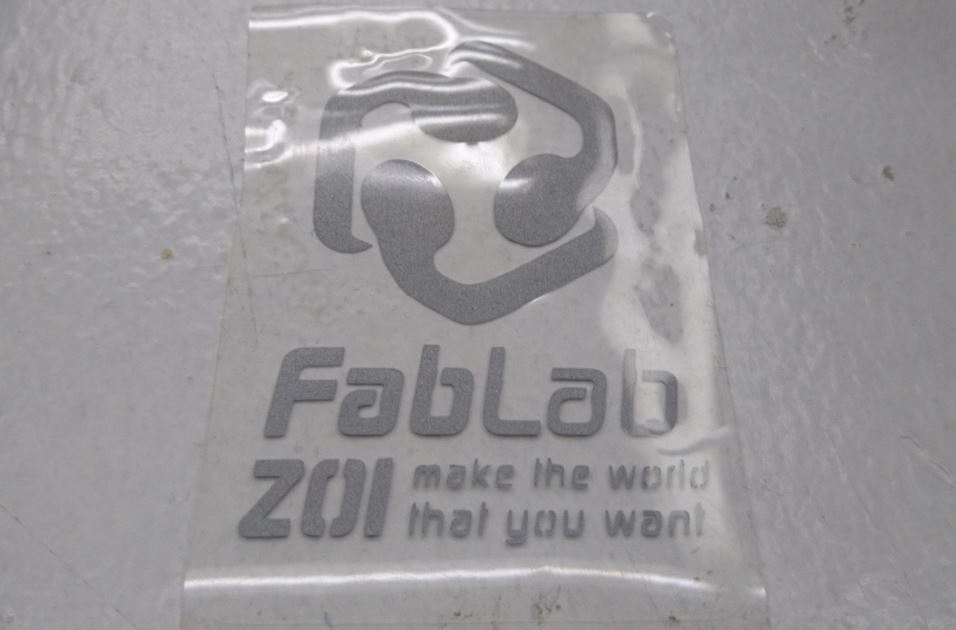 FabLab
ZOI make the world
that you want